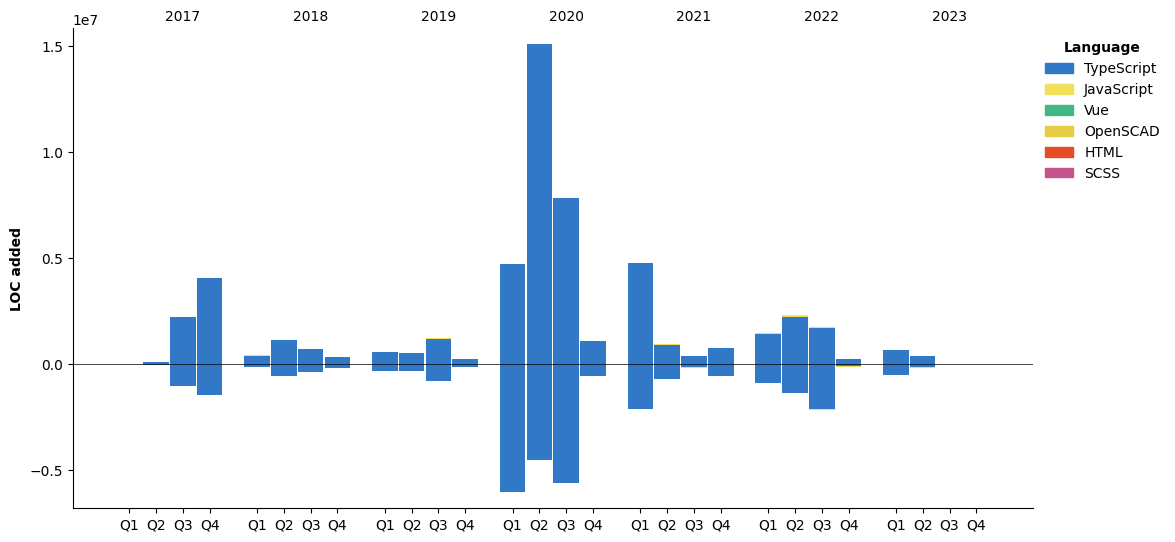 1e7
2017 2018 2019 2020 2021 2022 2023
Language
TypeScript
JavaScript
Vue
OpenSCAD
HTML
SCSS
LOC added
1.5
1.0
0.5
0.0
−0.5
Q1 Q2 Q3 Q4 Q1 Q2 Q3 Q4 Q1 Q2 Q3 Q4 Q1 Q2 Q3 Q4 Q1 Q2 Q3 Q4 Q1 Q2 Q3 Q4 Q1 Q2 Q3 Q4